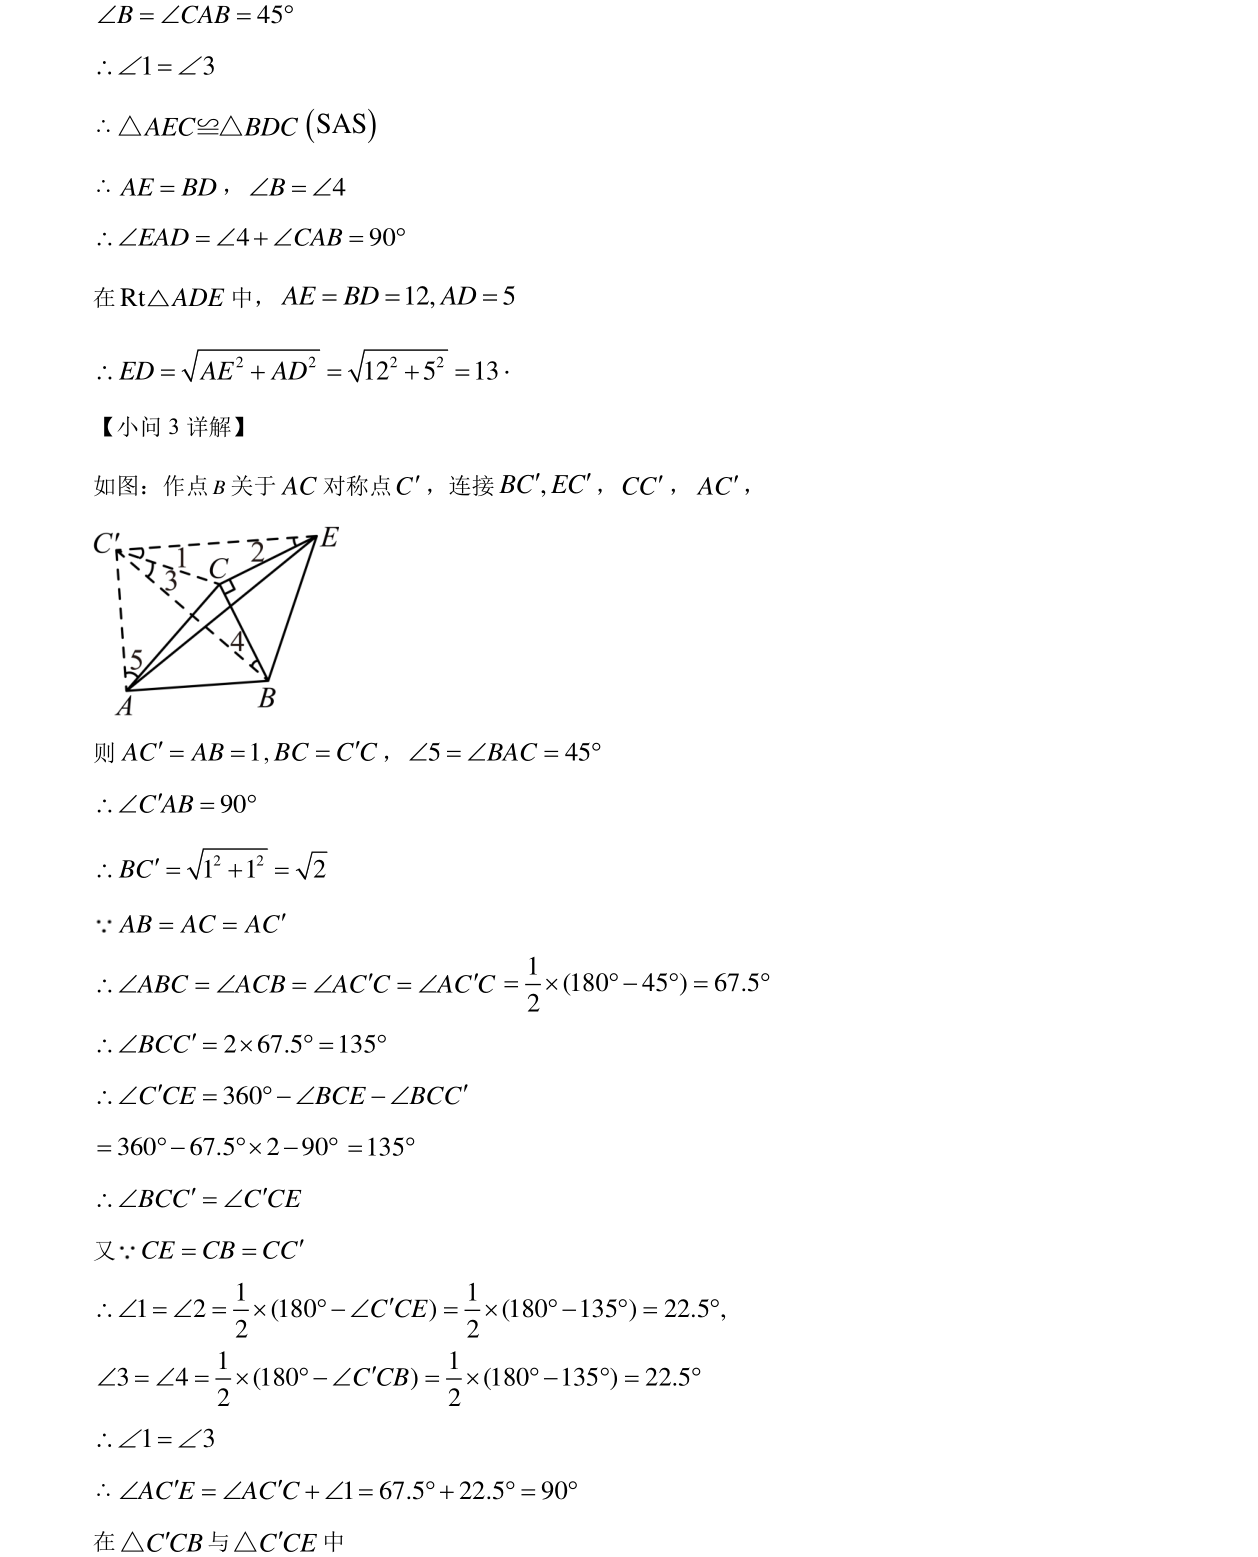 ∠B = ∠CAB = 45°
∴∠1 = ∠3
∴ △AEC≌△BDC (SAS)
∴ AE = BD， ∠B = ∠4
∴∠EAD = ∠4 + ∠CAB = 90°
在 Rt△ADE 中， AE = BD = 12, AD = 5
∴ED = √(AE² + AD²) = √(12² + 5²) = 13 ·
【小问 3 详解】
如图：作点 B 关于 AC 对称点 C′，连接 BC′, EC′， CC′， AC′，
C′ E
1 2
C
3
4
5
A B
则 AC′ = AB = 1, BC = C′C， ∠5 = ∠BAC = 45°
∴∠C′AB = 90°
∴BC′ = √(1² + 1²) = √2
∵ AB = AC = AC′
∴∠ABC = ∠ACB = ∠AC′C = ∠AC′C = 1/2 × (180° − 45°) = 67.5°
∴∠BCC′ = 2 × 67.5° = 135°
∴∠C′CE = 360° − ∠BCE − ∠BCC′
= 360° − 67.5° × 2 − 90° = 135°
∴∠BCC′ = ∠C′CE
又∵ CE = CB = CC′
∴∠1 = ∠2 = 1/2 × (180° − ∠C′CE) = 1/2 × (180° − 135°) = 22.5°,
∠3 = ∠4 = 1/2 × (180° − ∠C′CB) = 1/2 × (180° − 135°) = 22.5°
∴∠1 = ∠3
∴ ∠AC′E = ∠AC′C + ∠1 = 67.5° + 22.5° = 90°
在 △C′CB 与 △C′CE 中